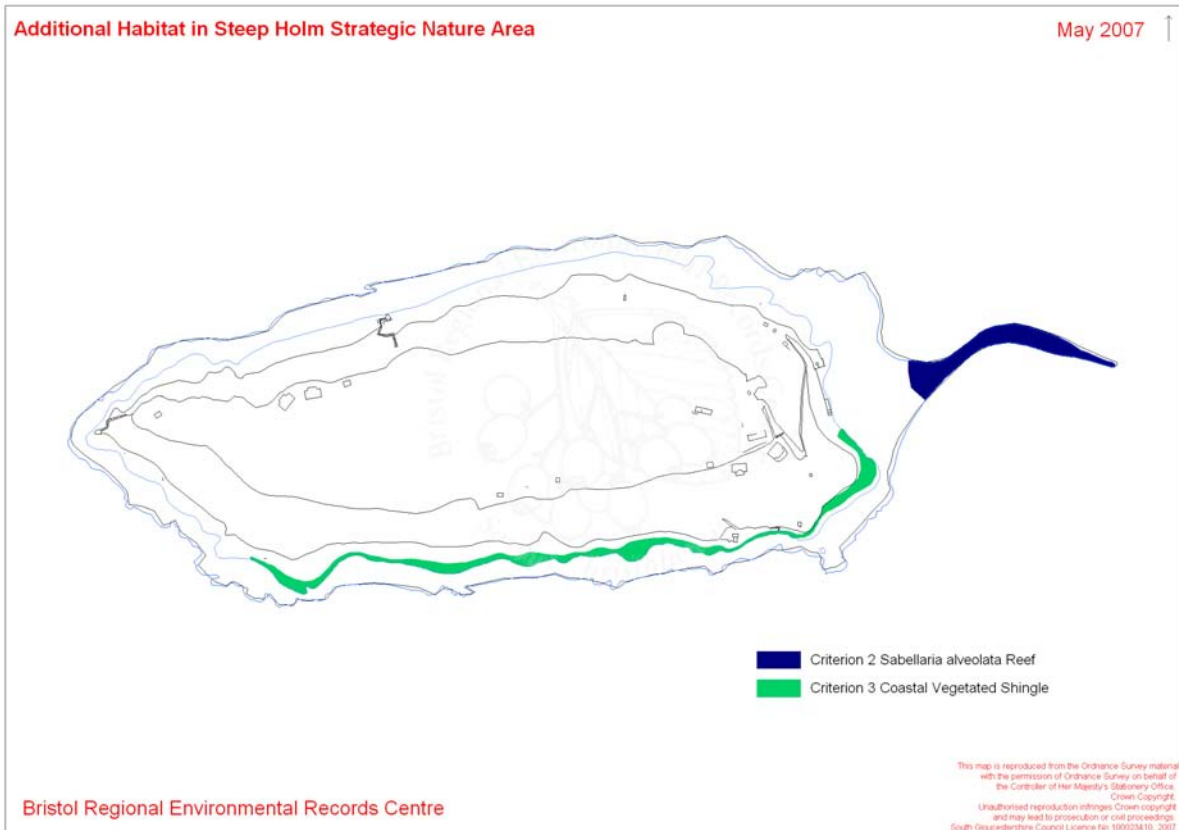 Additional Habitat in Steep Holm Strategic Nature Area
May 2007
Criterion 2 Sabellaria alveolata Reef
Criterion 3 Coastal Vegetated Shingle
This map is reproduced from the Ordnance Survey material
with the permission of Ordnance Survey on behalf of
the Controller of Her Majesty's Stationery Office.
Crown Copyright.
Unauthorised reproduction infringes Crown copyright
and may lead to prosecution or civil proceedings.
South Gloucestershire Council Licence No 100023410, 2007.
Bristol Regional Environmental Records Centre